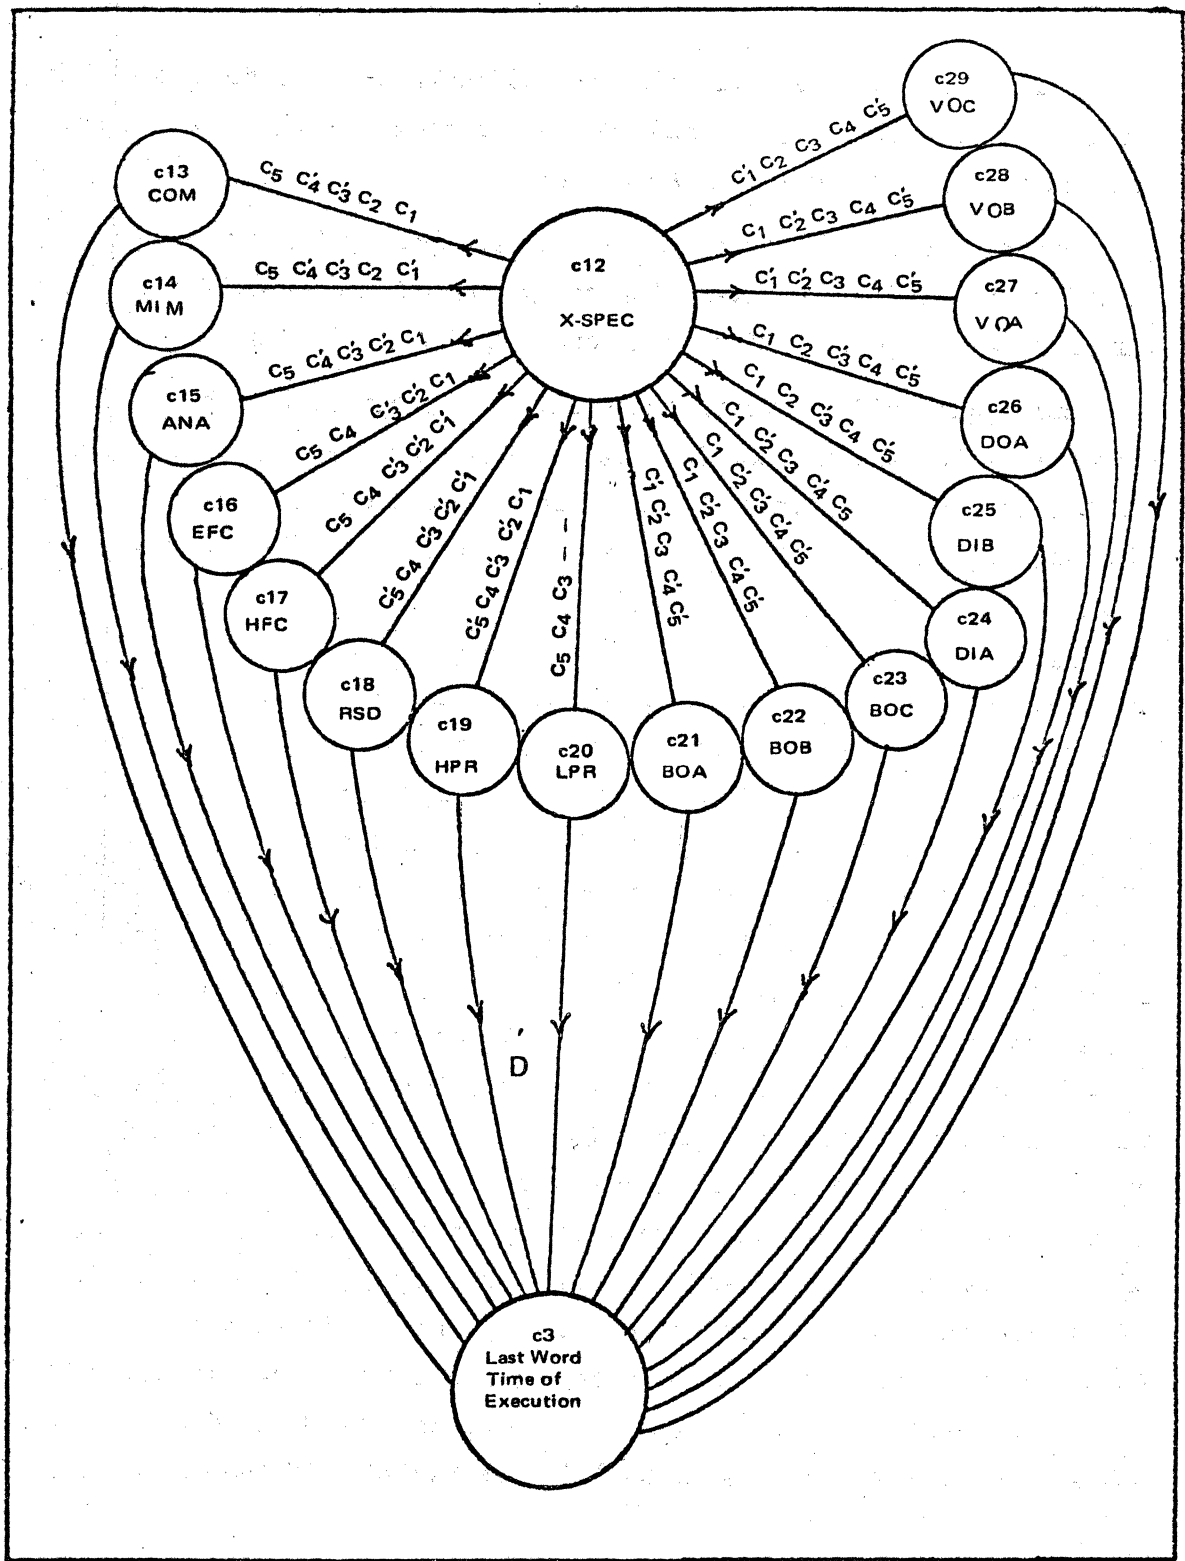 c29
VOC
C'1 C2 C3 C4 C'5
c13
COM
C5 C'4 C'3 C2 C1
c28
VOB
C1 C'2 C3 C4 C'5
c12
X-SPEC
c14
MIM
C5 C'4 C'3 C2 C'1
c27
VOA
C'1 C'2 C3 C4 C'5
c15
ANA
C5 C'4 C'3 C'2 C1
c26
DOA
C1 C2 C'3 C4 C'5
c16
EFC
C5 C4 C'3 C'2 C1
c25
DIB
C1 C2 C'3 C4 C'5
c17
HFC
C5 C4 C'3 C'2 C'1
c24
DIA
C1 C'2 C3 C'4 C5
c18
RSD
C'5 C4 C'3 C'2 C'1
c23
BOC
C1 C'2 C'3 C'4 C'5
c19
HPR
C'5 C4 C'3 C'2 C1
c22
BOB
C1 C'2 C3 C'4 C'5
c20
LPR
C5 C4 C3 – –
c21
BOA
C'1 C'2 C3 C'4 C'5
D'
c3
Last Word
Time of
Execution